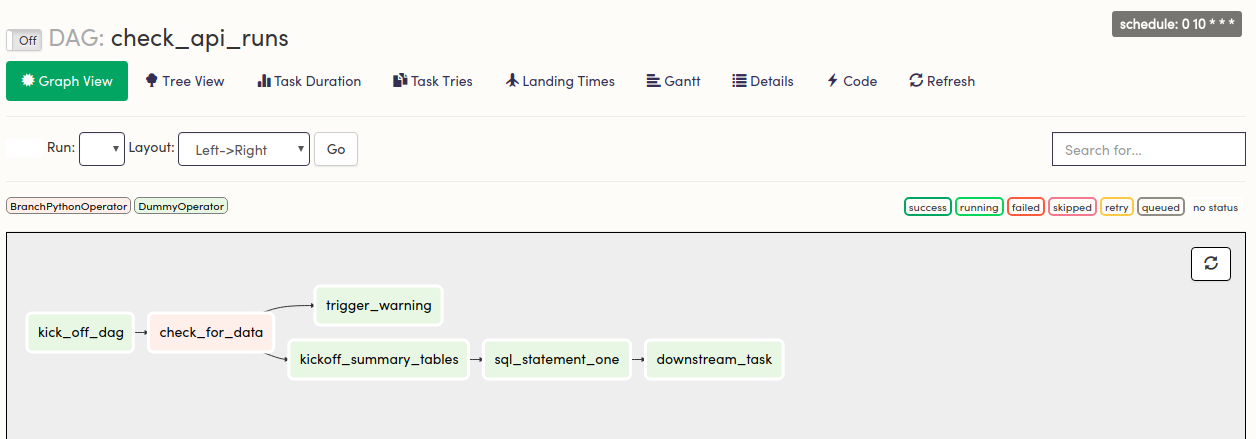 schedule: 0 10 * * *
Off DAG: check_api_runs
Graph View Tree View Task Duration Task Tries Landing Times Gantt Details Code Refresh
Run: Layout: Left->Right Go Search for...
BranchPythonOperator DummyOperator success running failed skipped retry queued no status
trigger_warning
kick_off_dag check_for_data
kickoff_summary_tables sql_statement_one downstream_task